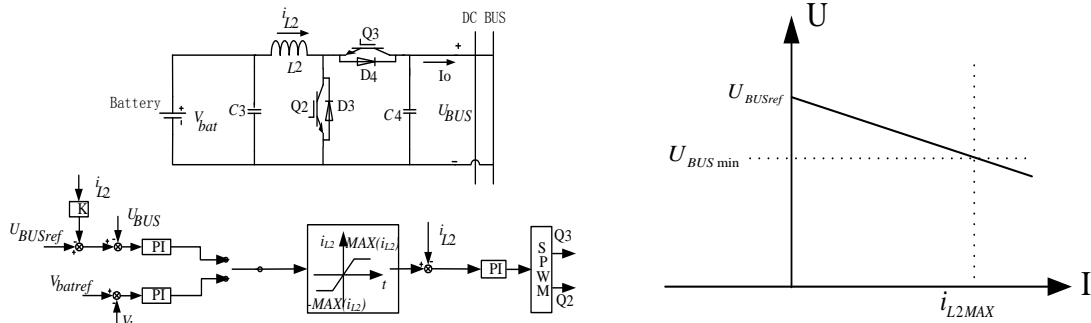 i_L2
DC BUS
Q3
L2
D4
Io
Battery
V_bat
C3
Q2
D3
C4
U_BUS
i_L2
K
U_BUSref
U_BUS
PI
V_batref
PI
i_L2
MAX(i_L2)
t
-MAX(i_L2)
i_L2
PI
SPWM
Q3
Q2
U
U_BUSref
U_BUS min
I
i_L2MAX